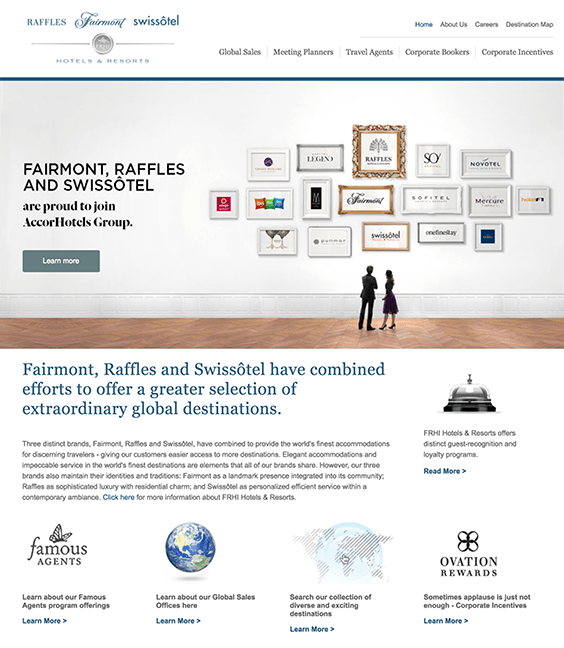 RAFFLES Fairmont swissôtel
HOTELS & RESORTS
Home About Us Careers Destination Map
Global Sales Meeting Planners Travel Agents Corporate Bookers Corporate Incentives
FAIRMONT, RAFFLES
AND SWISSÔTEL
are proud to join
AccorHotels Group.
Learn more
LEGEND
RAFFLES
SO/
NOVOTEL
Fairmont
SOFITEL
Mercure
pullman
swissôtel
onefinestay
Fairmont, Raffles and Swissôtel have combined
efforts to offer a greater selection of
extraordinary global destinations.
Three distinct brands, Fairmont, Raffles and Swissôtel, have combined to provide the world's finest accommodations
for discerning travelers - giving our customers easier access to more destinations. Elegant accommodations and
impeccable service in the world's finest destinations are elements that all of our brands share. However, our three
brands also maintain their identities and traditions: Fairmont as a landmark presence integrated into its community;
Raffles as sophisticated luxury with residential charm; and Swissôtel as personalized efficient service within a
contemporary ambiance. Click here for more information about FRHI Hotels & Resorts.
FRHI Hotels & Resorts offers
distinct guest-recognition and
loyalty programs.
Read More >
famous
AGENTS
Learn about our Famous
Agents program offerings
Learn More >
Learn about our Global Sales
Offices here
Learn More >
Search our collection of
diverse and exciting
destinations
Learn More >
OVATION
REWARDS
Sometimes applause is just not
enough - Corporate Incentives
Learn More >